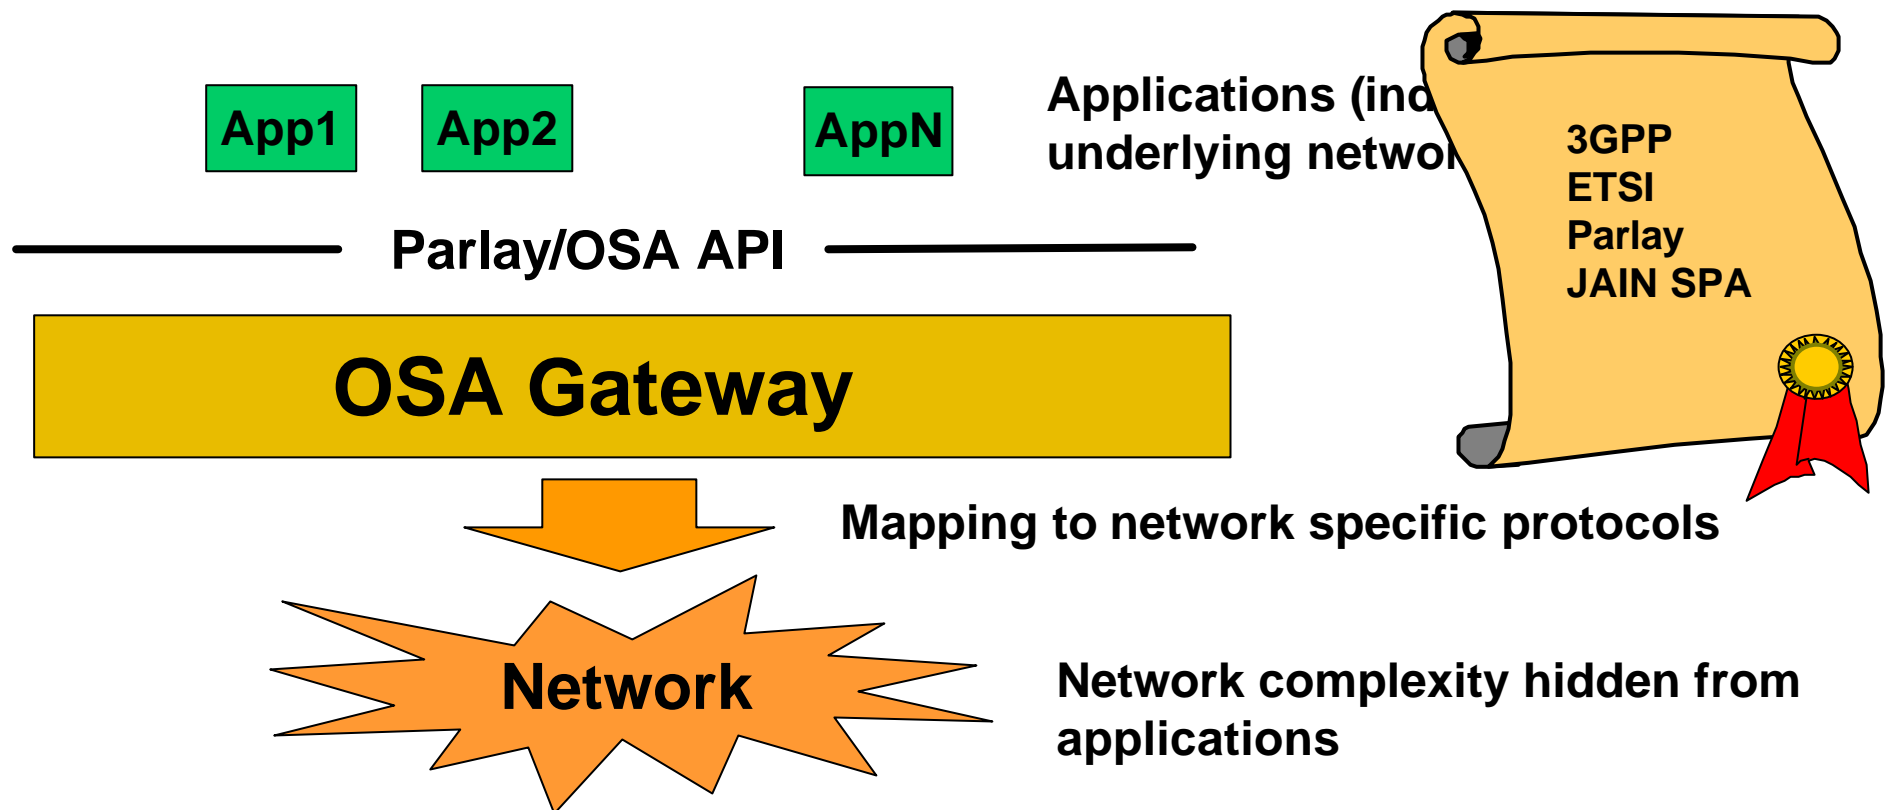 App1
App2
AppN
Applications (ind
underlying networ
3GPP
ETSI
Parlay
JAIN SPA
Parlay/OSA API
OSA Gateway
Mapping to network specific protocols
Network
Network complexity hidden from
applications